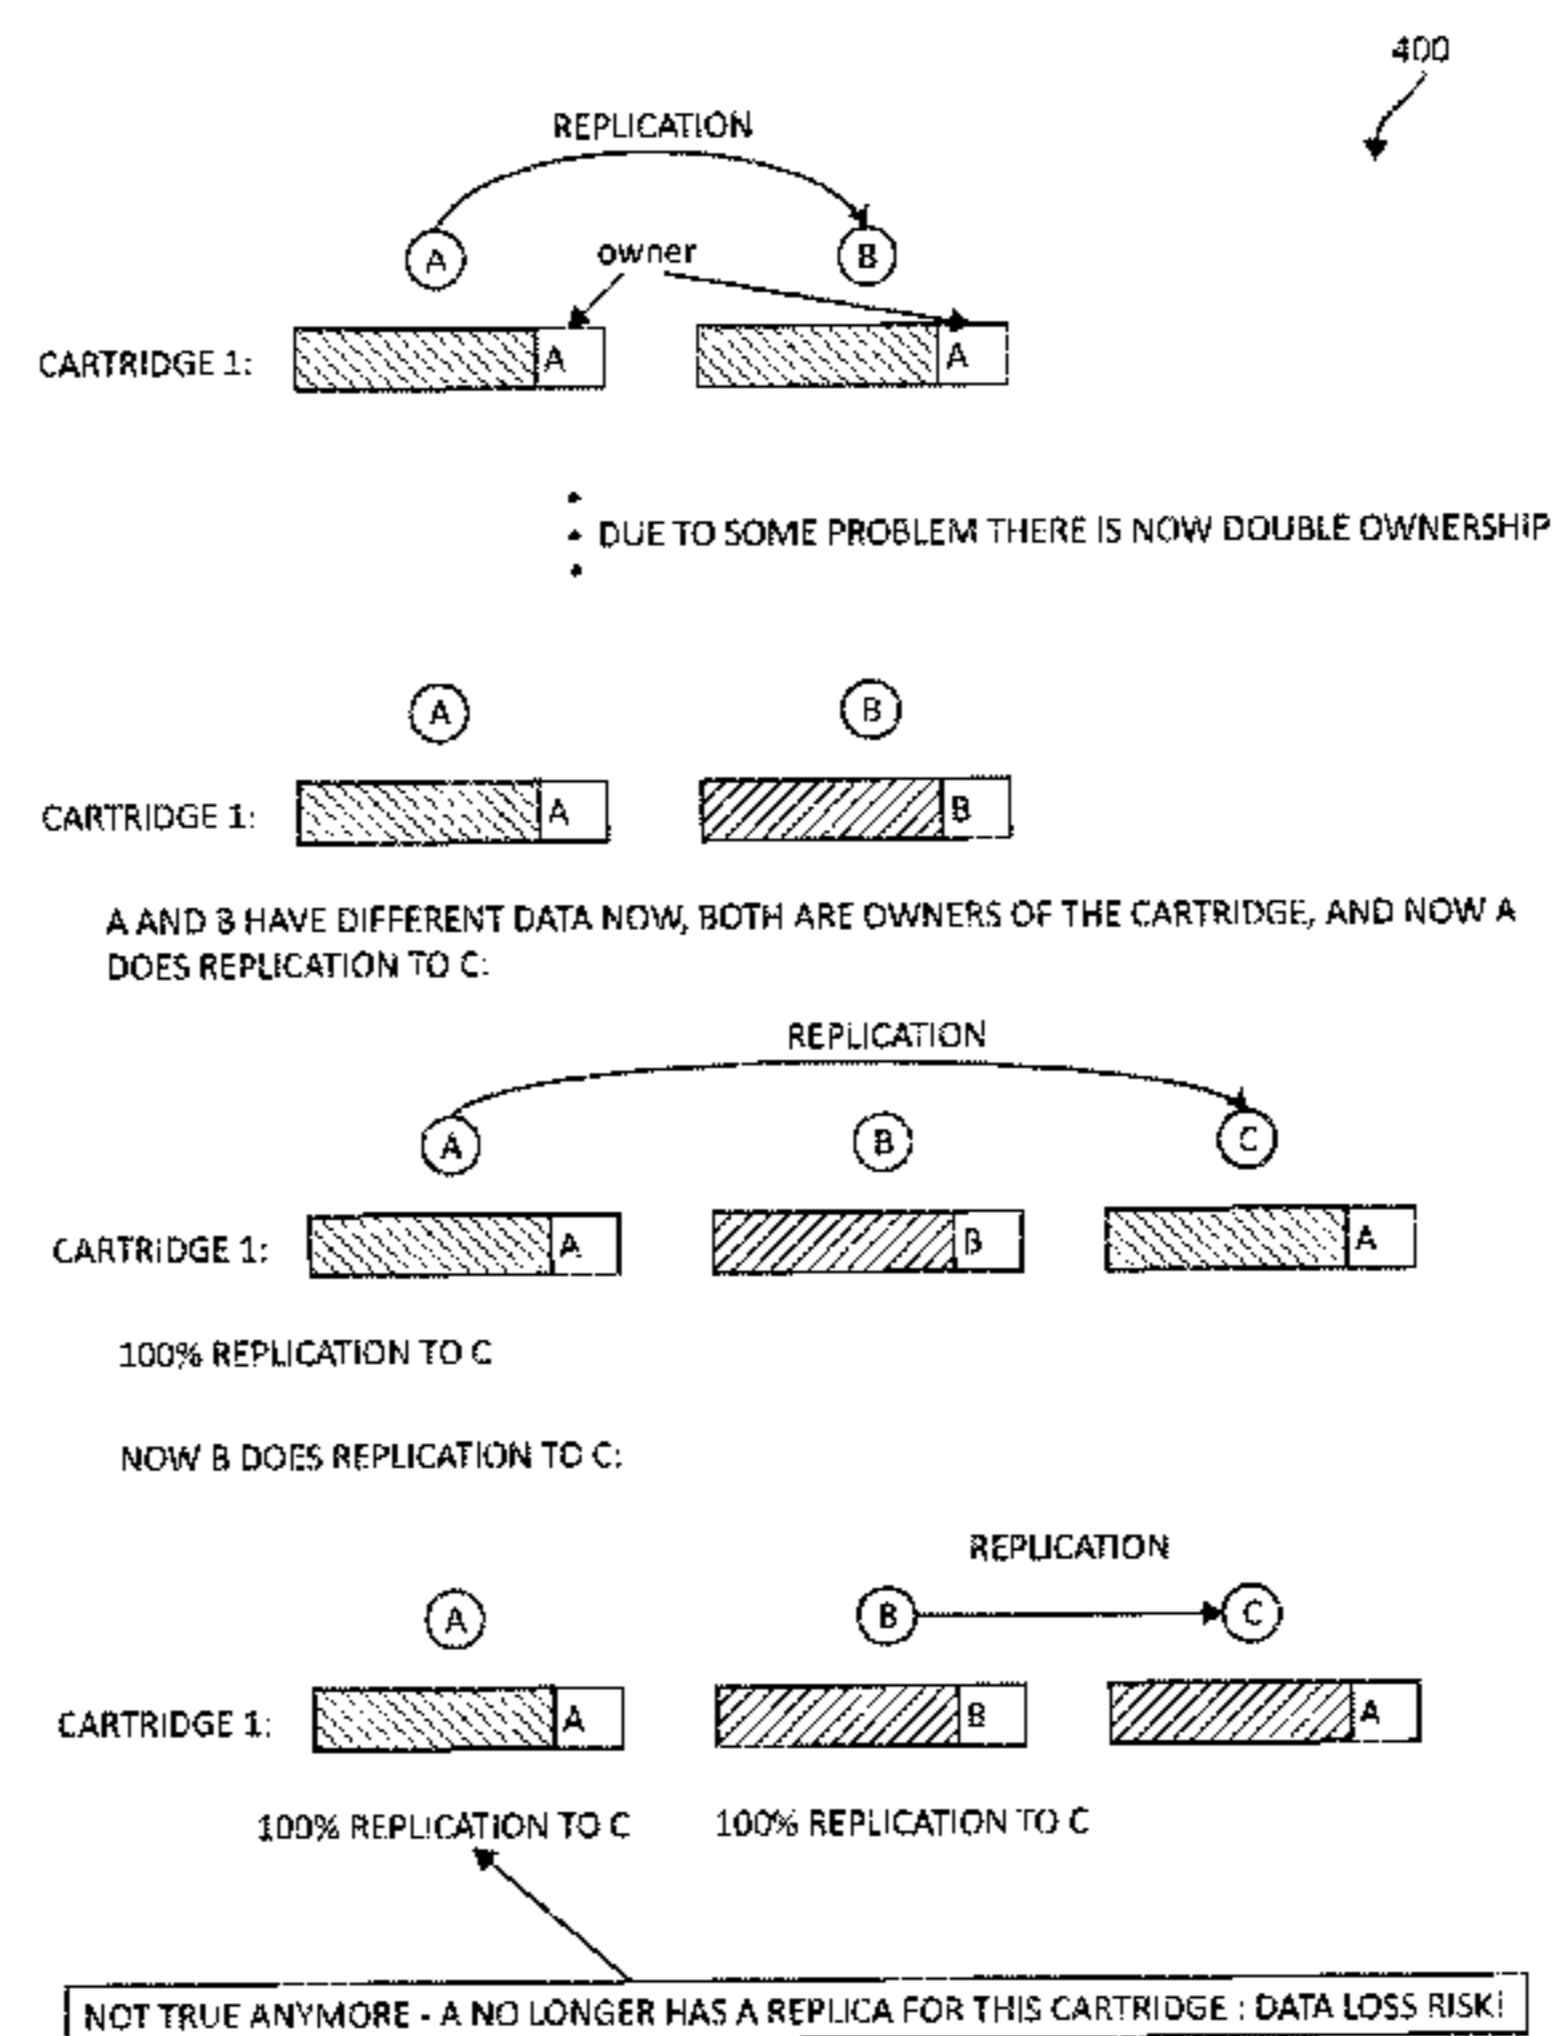 400
REPLICATION
A
owner
B
CARTRIDGE 1:
A
A
DUE TO SOME PROBLEM THERE IS NOW DOUBLE OWNERSHIP
A
B
CARTRIDGE 1:
A
B
A AND B HAVE DIFFERENT DATA NOW, BOTH ARE OWNERS OF THE CARTRIDGE, AND NOW A
DOES REPLICATION TO C:
REPLICATION
A
B
C
CARTRIDGE 1:
A
B
A
100% REPLICATION TO C
NOW B DOES REPLICATION TO C:
REPLICATION
A
B
C
CARTRIDGE 1:
A
B
A
100% REPLICATION TO C
100% REPLICATION TO C
NOT TRUE ANYMORE - A NO LONGER HAS A REPLICA FOR THIS CARTRIDGE : DATA LOSS RISK!